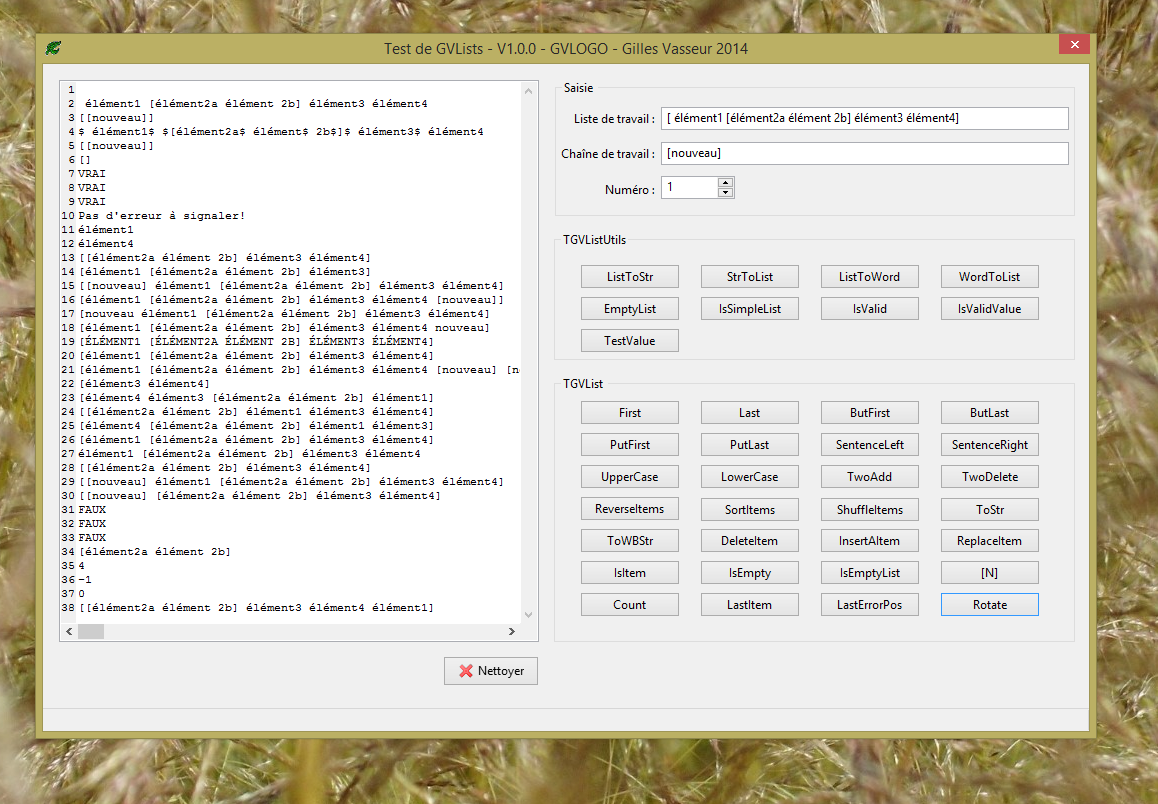 Test de GVLists - V1.0.0 - GVLOGO - Gilles Vasseur 2014
1
2 élément1 [élément2a élément 2b] élément3 élément4
3 [[nouveau]]
4 $ élément1$ $[élément2a$ élément$ 2b$]$ élément3$ élément4
5 [[nouveau]]
6 []
7 VRAI
8 VRAI
9 VRAI
10 Pas d'erreur à signaler!
11 élément1
12 élément4
13 [[élément2a élément 2b] élément3 élément4]
14 [élément1 [élément2a élément 2b] élément3]
15 [[nouveau] élément1 [élément2a élément 2b] élément3 élément4]
16 [élément1 [élément2a élément 2b] élément3 élément4 [nouveau]]
17 [nouveau élément1 [élément2a élément 2b] élément3 élément4]
18 [élément1 [élément2a élément 2b] élément3 élément4 nouveau]
19 [ÉLÉMENT1 [ÉLÉMENT2A ÉLÉMENT 2B] ÉLÉMENT3 ÉLÉMENT4]
20 [élément1 [élément2a élément 2b] élément3 élément4]
21 [élément1 [élément2a élément 2b] élément3 élément4 [nouveau] [n
22 [élément3 élément4]
23 [élément4 élément3 [élément2a élément 2b] élément1]
24 [[élément2a élément 2b] élément1 élément3 élément4]
25 [élément4 [élément2a élément 2b] élément1 élément3]
26 [élément1 [élément2a élément 2b] élément3 élément4]
27 élément1 [élément2a élément 2b] élément3 élément4
28 [[élément2a élément 2b] élément3 élément4]
29 [[nouveau] élément1 [élément2a élément 2b] élément3 élément4]
30 [[nouveau] [élément2a élément 2b] élément3 élément4]
31 FAUX
32 FAUX
33 FAUX
34 [élément2a élément 2b]
35 4
36 -1
37 0
38 [[élément2a élément 2b] élément3 élément4 élément1]
Nettoyer
Saisie
Liste de travail : [ élément1 [élément2a élément 2b] élément3 élément4]
Chaîne de travail : [nouveau]
Numéro : 1
TGVListUtils
ListToStr StrToList ListToWord WordToList
EmptyList IsSimpleList IsValid IsValidValue
TestValue
TGVList
First Last ButFirst ButLast
PutFirst PutLast SentenceLeft SentenceRight
UpperCase LowerCase TwoAdd TwoDelete
ReverseItems SortItems ShuffleItems ToStr
ToWBStr DeleteItem InsertAItem ReplaceItem
IsItem IsEmpty IsEmptyList [N]
Count LastItem LastErrorPos Rotate